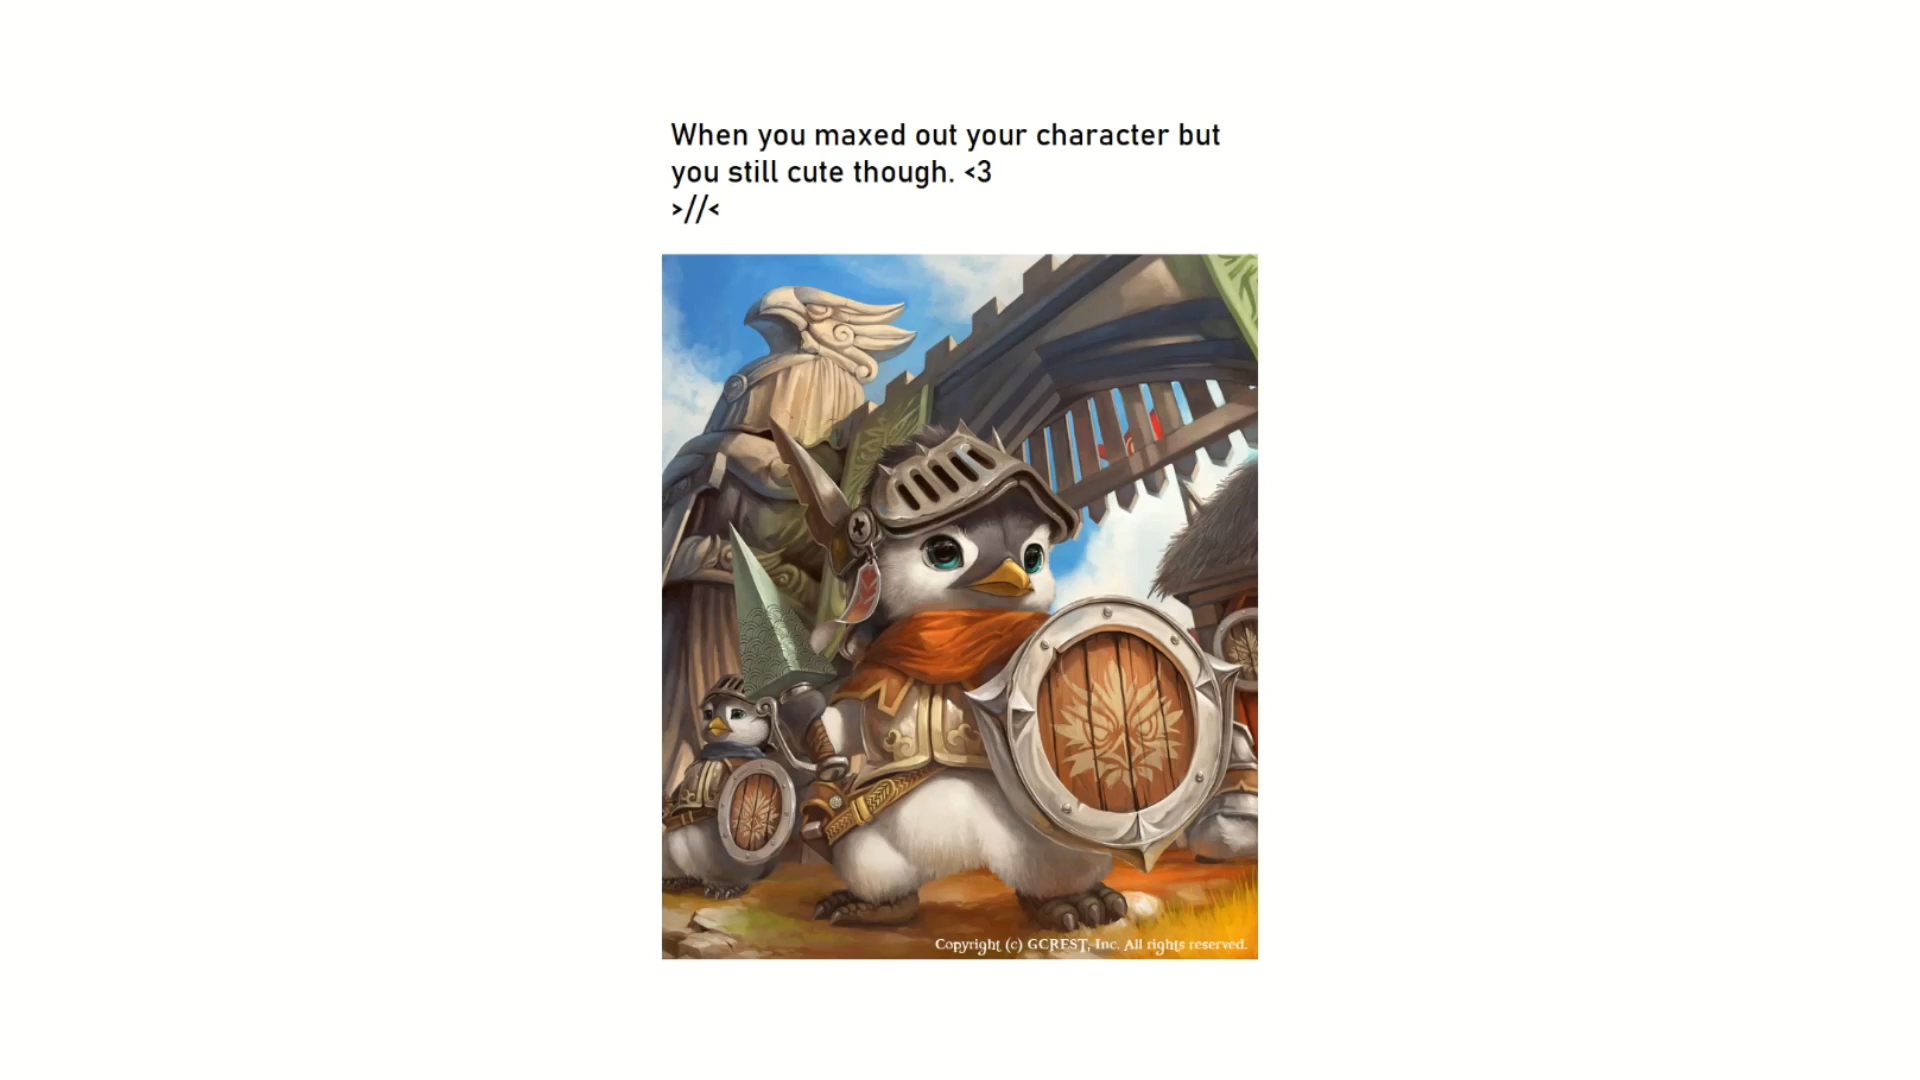 When you maxed out your character but
you still cute though. <3
>//<
Copyright (c) GCREST, Inc. All rights reserved.